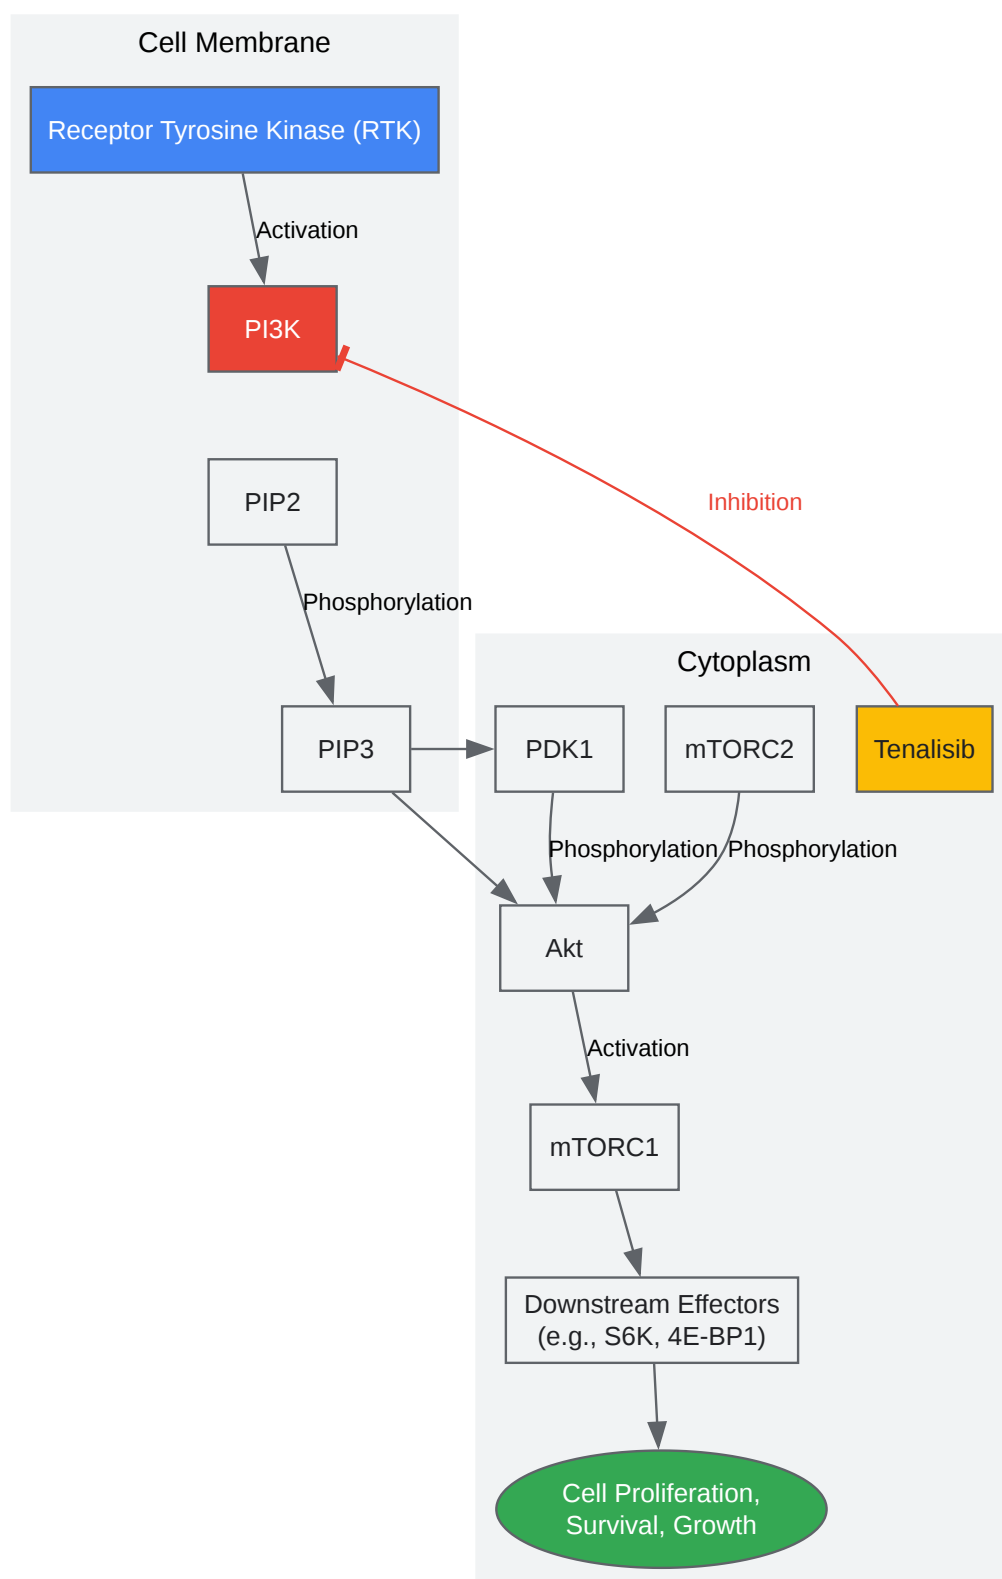 Cell Membrane
Receptor Tyrosine Kinase (RTK)
Activation
PI3K
PIP2
Inhibition
Phosphorylation
Cytoplasm
PIP3
PDK1
mTORC2
Tenalisib
Phosphorylation
Phosphorylation
Akt
Activation
mTORC1
Downstream Effectors
(e.g., S6K, 4E-BP1)
Cell Proliferation,
Survival, Growth